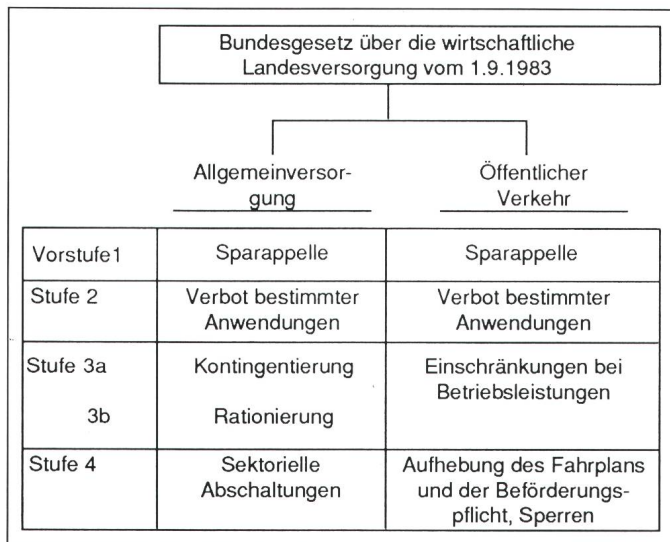 Bundesgesetz über die wirtschaftliche
Landesversorgung vom 1.9.1983
Allgemeinversor-
gung
Öffentlicher
Verkehr
Vorstufe1 Sparappelle Sparappelle
Stufe 2 Verbot bestimmter Verbot bestimmter
Anwendungen Anwendungen
Stufe 3a Kontingentierung Einschränkungen bei
Betriebsleistungen
3b Rationierung
Stufe 4 Sektorielle Aufhebung des Fahrplans
Abschaltungen und der Beförderungs-
pflicht, Sperren